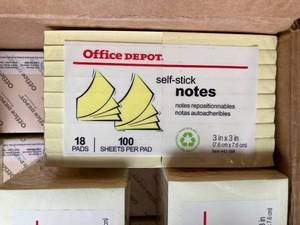 Office DEPOT.
self-stick
notes
notes repositionnables
notas autoadheribles
18
PADS
100
SHEETS PER PAD
3 in x 3 in
(7.6 cm x 7.6 cm)